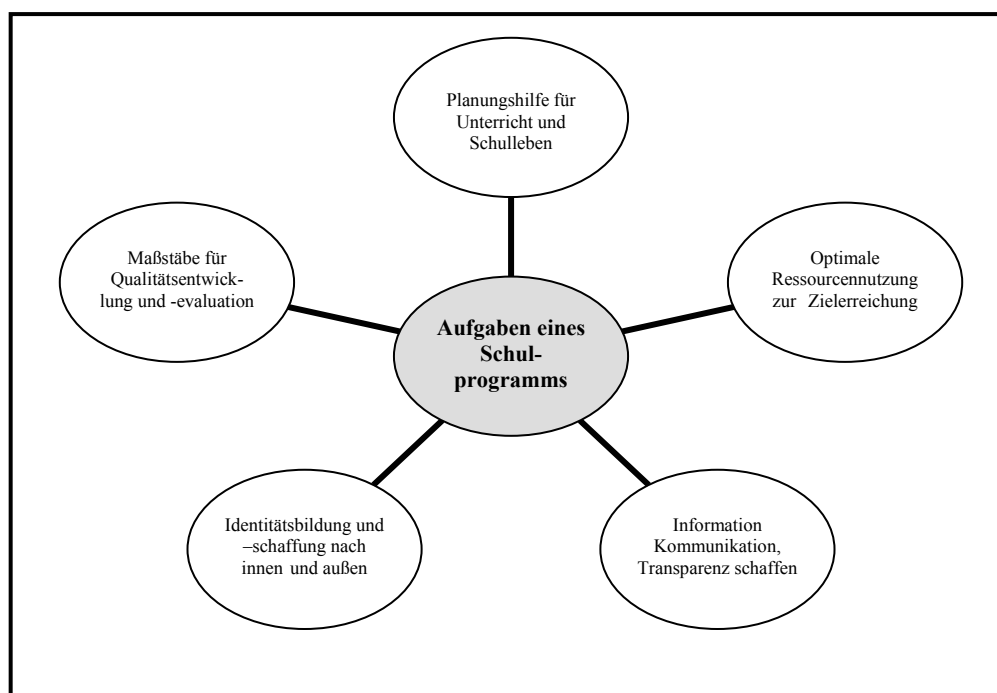 Planungshilfe für
Unterricht und
Schulleben
Maßstäbe für
Qualitätsentwick-
lung und -evaluation
Optimale
Ressourcennutzung
zur Zielerreichung
Aufgaben eines
Schul-
programms
Identitätsbildung und
–schaffung nach
innen und außen
Information
Kommunikation,
Transparenz schaffen